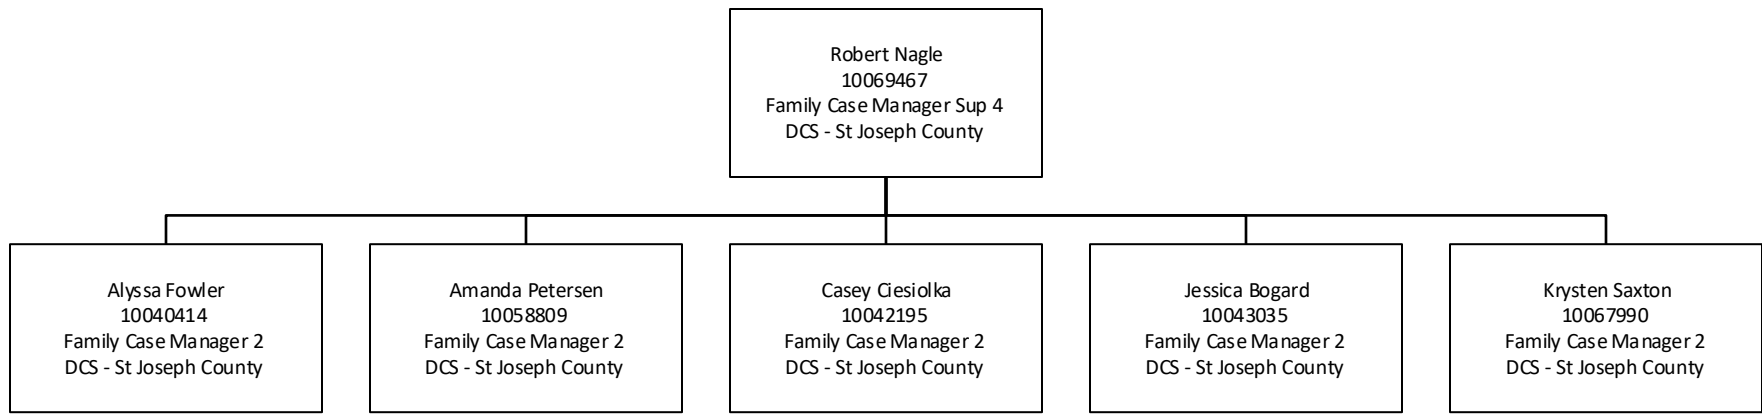 Robert Nagle
10069467
Family Case Manager Sup 4
DCS - St Joseph County
Alyssa Fowler
10040414
Family Case Manager 2
DCS - St Joseph County
Amanda Petersen
10058809
Family Case Manager 2
DCS - St Joseph County
Casey Ciesiolka
10042195
Family Case Manager 2
DCS - St Joseph County
Jessica Bogard
10043035
Family Case Manager 2
DCS - St Joseph County
Krysten Saxton
10067990
Family Case Manager 2
DCS - St Joseph County